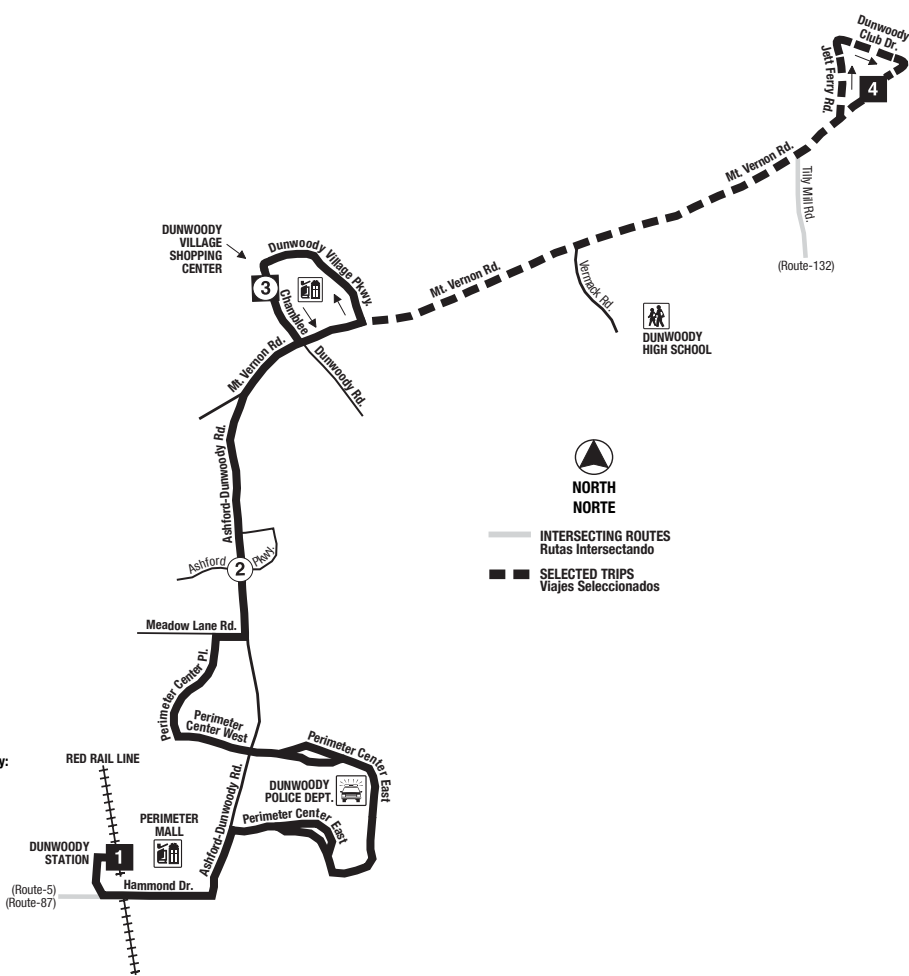 Dunwoody
Club Dr.
Jett Ferry Rd.
4
Mt. Vernon Rd.
Tilly Mill Rd.
(Route-132)
DUNWOODY
VILLAGE
SHOPPING
CENTER
Dunwoody Village Pkwy.
3
Chamblee
Dunwoody Rd.
Mt. Vernon Rd.
Vermack Rd.
DUNWOODY
HIGH SCHOOL
Mt. Vernon Rd.
Ashford-Dunwoody Rd.
NORTH
NORTE
INTERSECTING ROUTES
Rutas Intersectando
SELECTED TRIPS
Viajes Seleccionados
Ashford
2
Pkwy.
Meadow Lane Rd.
Perimeter Center Pl.
Perimeter
Center West
Perimeter Center East
y:
RED RAIL LINE
DUNWOODY
POLICE DEPT.
Ashford-Dunwoody Rd.
Perimeter Center East
PERIMETER
MALL
DUNWOODY
STATION
1
Hammond Dr.
(Route-5)
(Route-87)